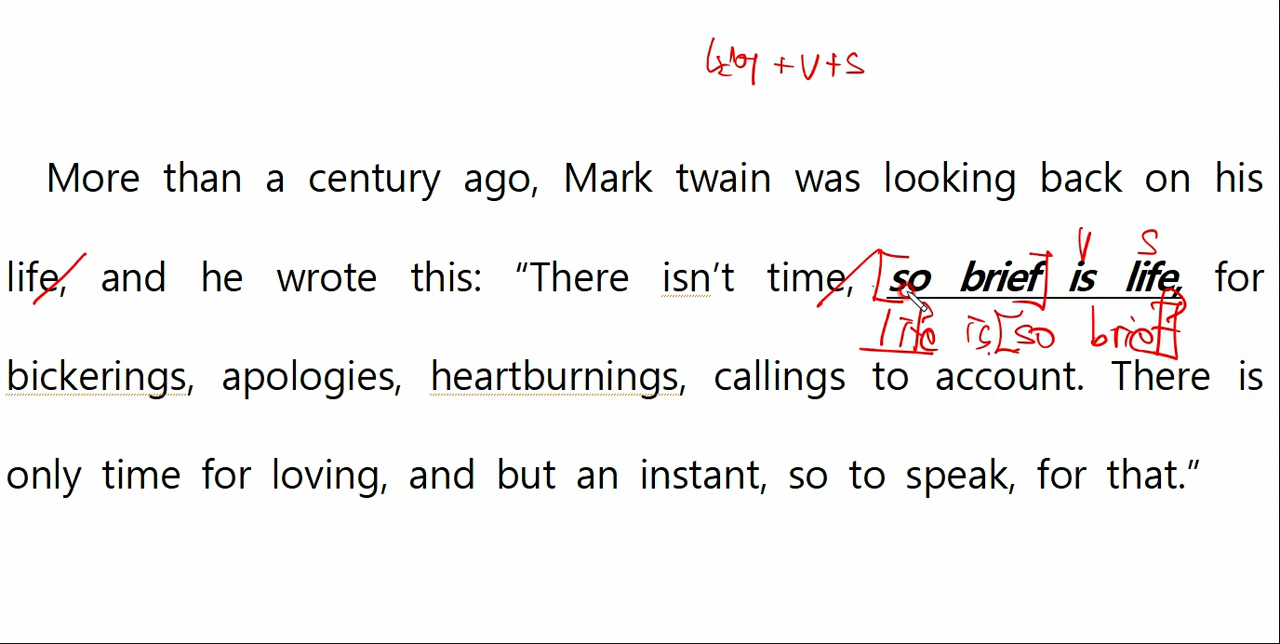 +V+S
More than a century ago, Mark twain was looking back on his
V S
life, and he wrote this: “There isn’t time, so brief is life, for
life is so brief
bickerings, apologies, heartburnings, callings to account. There is
only time for loving, and but an instant, so to speak, for that.”